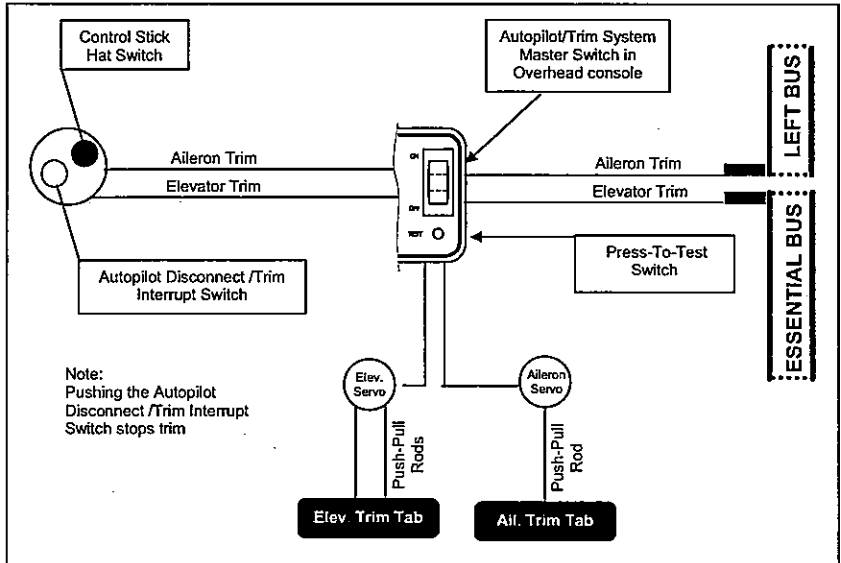 Control Stick
Hat Switch
Autopilot/Trim System
Master Switch in
Overhead console
LEFT BUS
ESSENTIAL BUS
Aileron Trim
Elevator Trim
ON
OFF
TEST
Aileron Trim
Elevator Trim
Autopilot Disconnect /Trim
Interrupt Switch
Press-To-Test
Switch
Note:
Pushing the Autopilot
Disconnect /Trim Interrupt
Switch stops trim
Elev.
Servo
Aileron
Servo
Push-Pull
Rods
Push-Pull
Rod
Elev. Trim Tab
Ail. Trim Tab